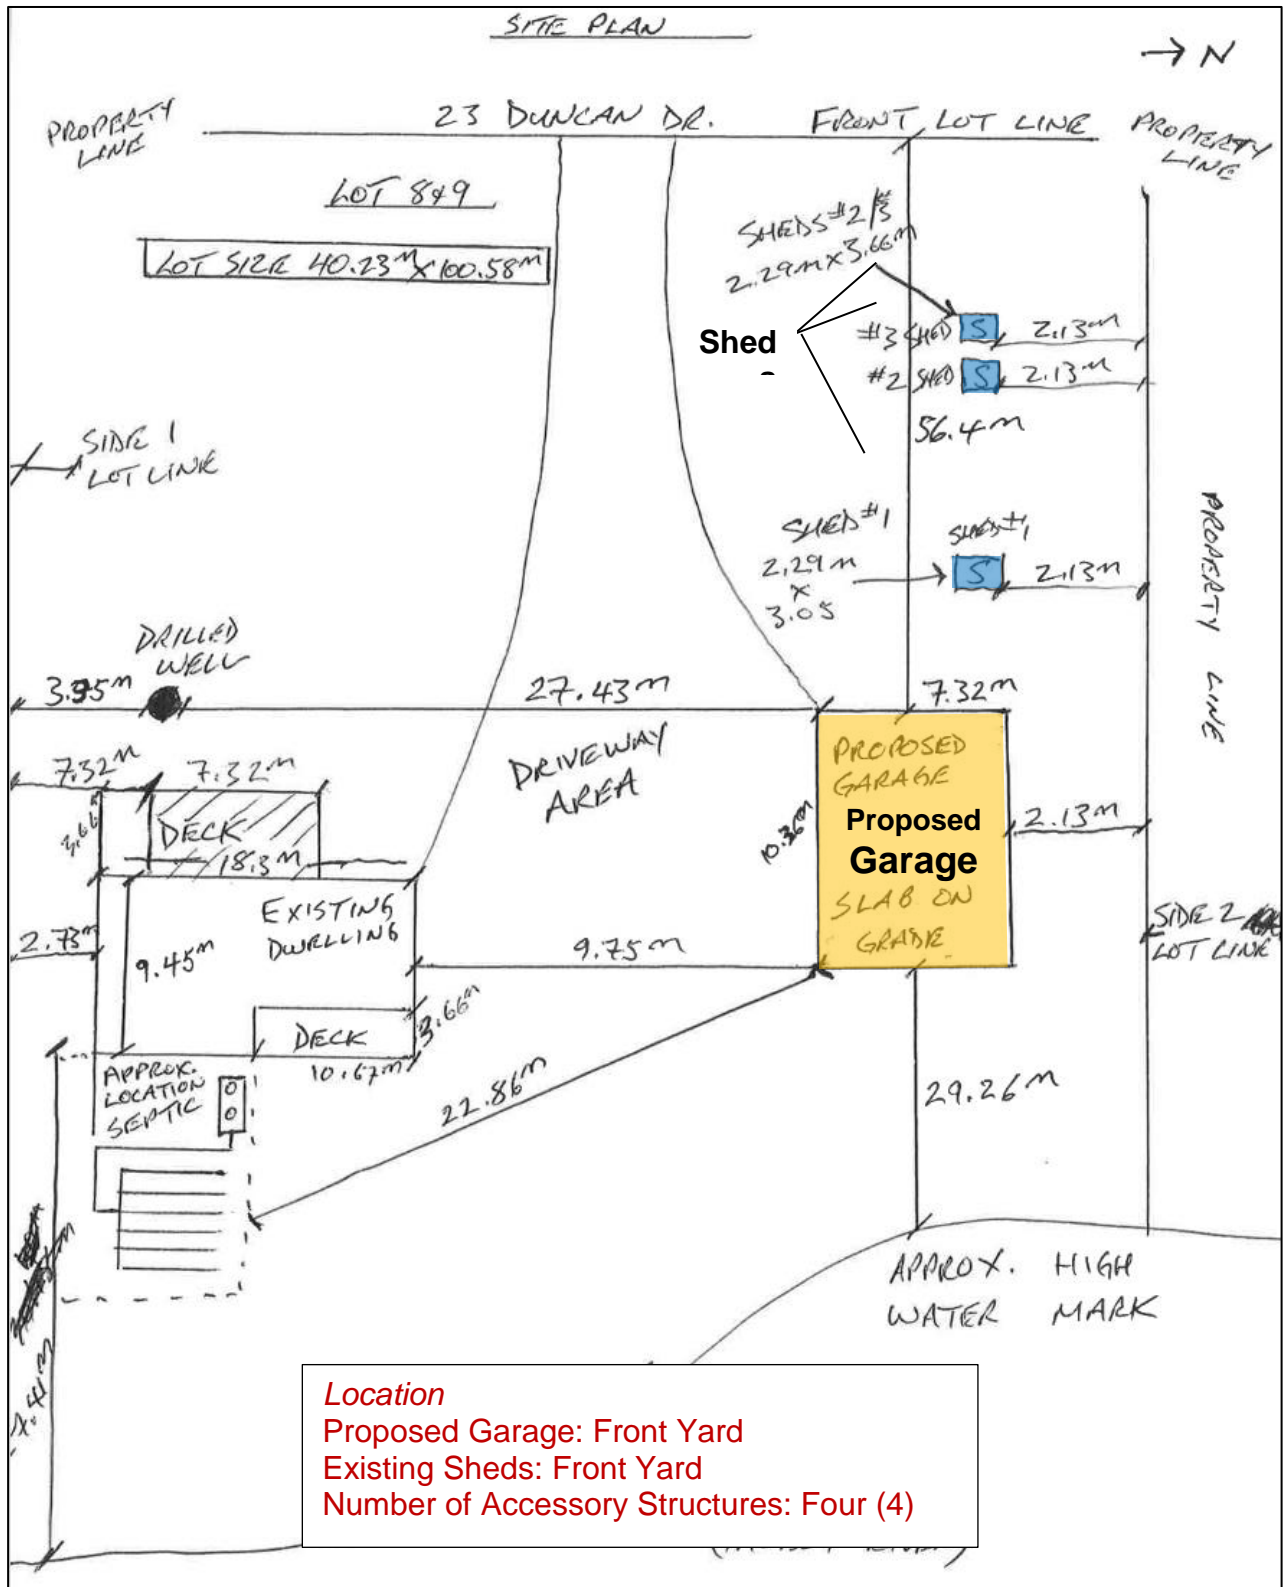 SITE PLAN
→ N
PROPERTY
LINE
23 DUNCAN DR.
FRONT LOT LINE
PROPERTY
LINE
LOT 8&9
LOT SIZE 40.23m x 100.58m
SHEDS #2/3
2.29m x 3.66m
Shed
#3 SHED
S
2.13m
#2 SHED
S
2.13m
56.4m
SIDE 1
LOT LINE
SHED #1
2.29m
x
3.05
SHED #1
S
2.13m
PROPERTY LINE
DRILLED
WELL
3.35m
27.43m
7.32m
7.32m
7.32m
3.66m
DECK
18.3m
DRIVEWAY
AREA
PROPOSED
GARAGE
10.36m
Proposed
Garage
2.13m
SLAB ON
GRADE
EXISTING
DWELLING
2.73m
9.45m
9.75m
SIDE 2
LOT LINE
DECK
3.66m
10.67m
APPROX.
LOCATION
SEPTIC
22.86m
29.26m
APPROX. HIGH
WATER MARK
Location
Proposed Garage: Front Yard
Existing Sheds: Front Yard
Number of Accessory Structures: Four (4)